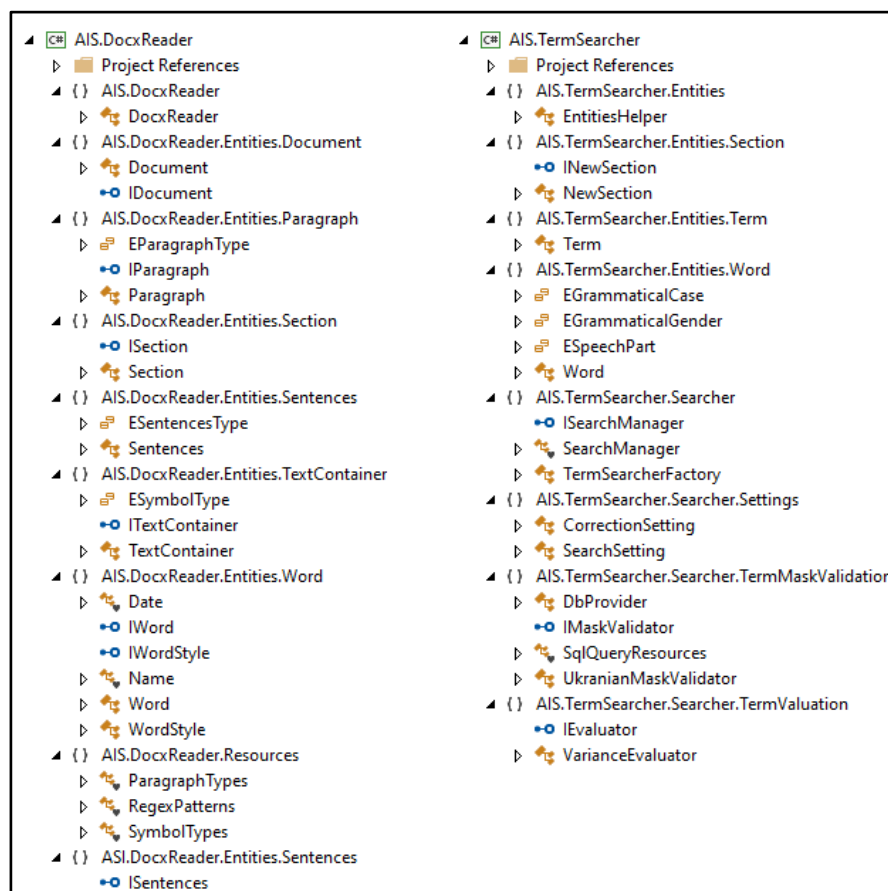 AIS.DocxReader
Project References
AIS.DocxReader
DocxReader
AIS.DocxReader.Entities.Document
Document
IDocument
AIS.DocxReader.Entities.Paragraph
EParagraphType
IParagraph
Paragraph
AIS.DocxReader.Entities.Section
ISection
Section
AIS.DocxReader.Entities.Sentences
ESentencesType
Sentences
AIS.DocxReader.Entities.TextContainer
ESymbolType
ITextContainer
TextContainer
AIS.DocxReader.Entities.Word
Date
IWord
IWordStyle
Name
Word
WordStyle
AIS.DocxReader.Resources
ParagraphTypes
RegexPatterns
SymbolTypes
ASI.DocxReader.Entities.Sentences
ISentences
AIS.TermSearcher
Project References
AIS.TermSearcher.Entities
EntitiesHelper
AIS.TermSearcher.Entities.Section
INewSection
NewSection
AIS.TermSearcher.Entities.Term
Term
AIS.TermSearcher.Entities.Word
EGrammaticalCase
EGrammaticalGender
ESpeechPart
Word
AIS.TermSearcher.Searcher
ISearchManager
SearchManager
TermSearcherFactory
AIS.TermSearcher.Searcher.Settings
CorrectionSetting
SearchSetting
AIS.TermSearcher.Searcher.TermMaskValidation
DbProvider
IMaskValidator
SqlQueryResources
UkranianMaskValidator
AIS.TermSearcher.Searcher.TermValuation
IEvaluator
VarianceEvaluator